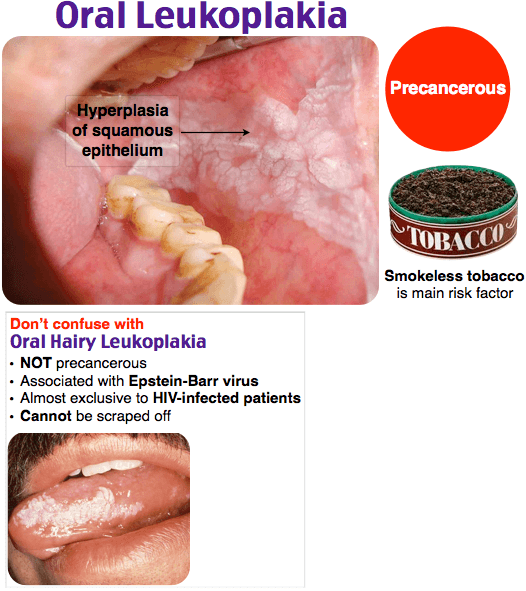 Oral Leukoplakia
Hyperplasia
of squamous
epithelium
Precancerous
TOBACCO
Smokeless tobacco
is main risk factor
Don't confuse with
Oral Hairy Leukoplakia
• NOT precancerous
• Associated with Epstein-Barr virus
• Almost exclusive to HIV-infected patients
• Cannot be scraped off